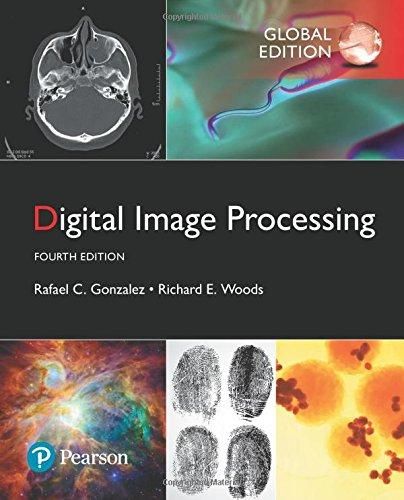 GLOBAL
EDITION
Digital Image Processing
FOURTH EDITION
Rafael C. Gonzalez • Richard E. Woods
Pearson